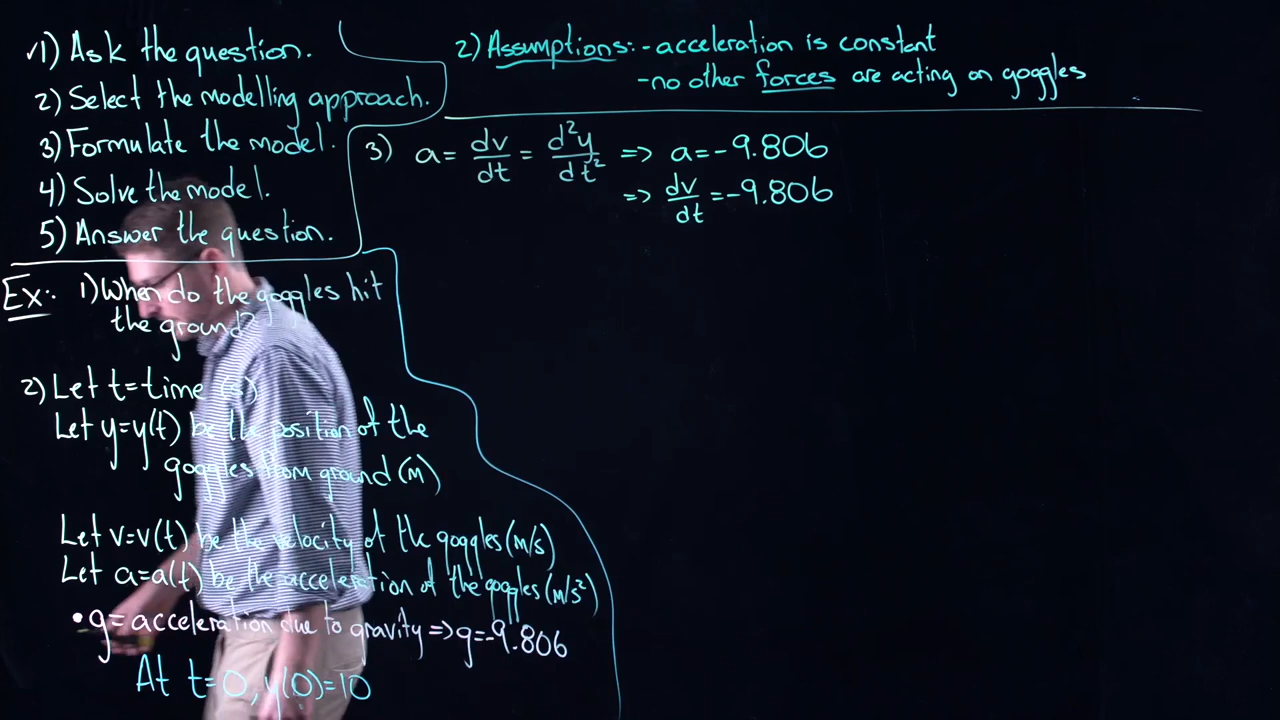 ✓1) Ask the question.
2) Select the modelling approach.
3) Formulate the model.
4) Solve the model.
5) Answer the question.
Ex: 1) When do the goggles hit
the ground?
2) Let t=time (s)
Let y=y(t) be the position of the
goggles from ground (m)
Let v=v(t) be the velocity of the goggles (m/s)
Let a=a(t) be the acceleration of the goggles (m/s²)
• g= acceleration due to gravity => g=-9.806
At t=0, y(0)=10
2) Assumptions: - acceleration is constant
- no other forces are acting on goggles
3) a = dv/dt = d²y/dt² => a=-9.806
=> dv/dt = -9.806